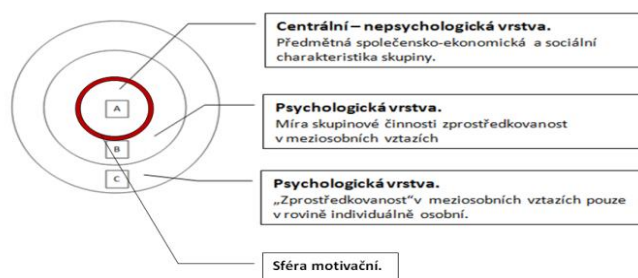 Centrální – nepsychologická vrstva.
Předmětná společensko-ekonomická a sociální
charakteristika skupiny.
A
Psychologická vrstva.
Míra skupinové činnosti zprostředkovanost
v meziosobních vztazích
B
C
Psychologická vrstva.
„Zprostředkovanost“v meziosobních vztazích pouze
v rovině individuálně osobní.
Sféra motivační.